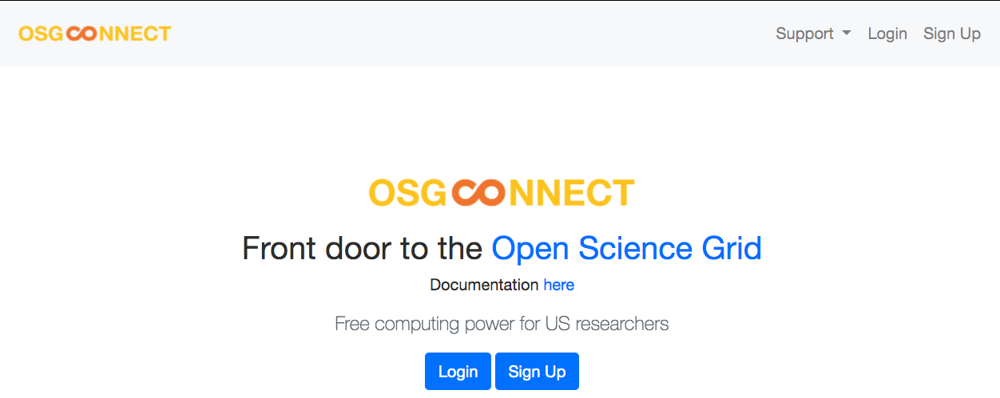 OSG CONNECT
Support Login Sign Up
OSG CONNECT
Front door to the Open Science Grid
Documentation here
Free computing power for US researchers
Login Sign Up